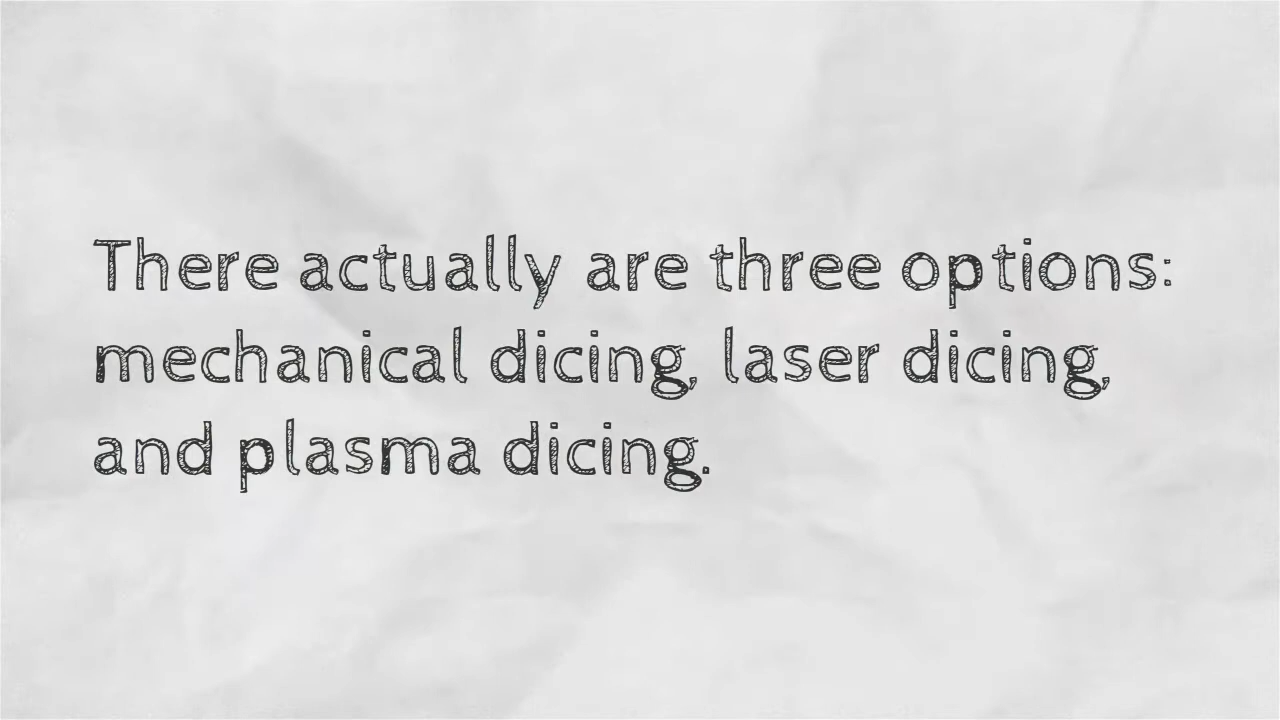 There actually are three options:
mechanical dicing, laser dicing,
and plasma dicing.